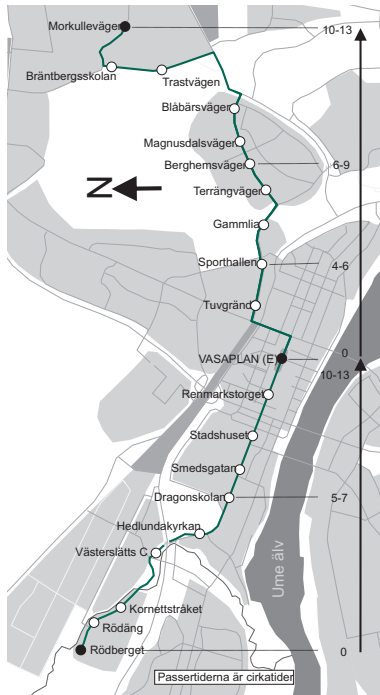 Morkullevägen
10-13
Bräntbergsskolan
Trastvägen
Blåbärsvägen
Magnusdalsvägen
Berghemsvägen
6-9
N
Terrängvägen
Gammlia
Sporthallen
4-6
Tuvgränd
VASAPLAN (E)
0
10-13
Renmarkstorget
Stadshuset
Smedsgatan
Dragonskolan
5-7
Hedlundakyrkan
Västerslätts C
Ume älv
Kornettstråket
Rödäng
Rödberget
0
Passertiderna är cirkatider